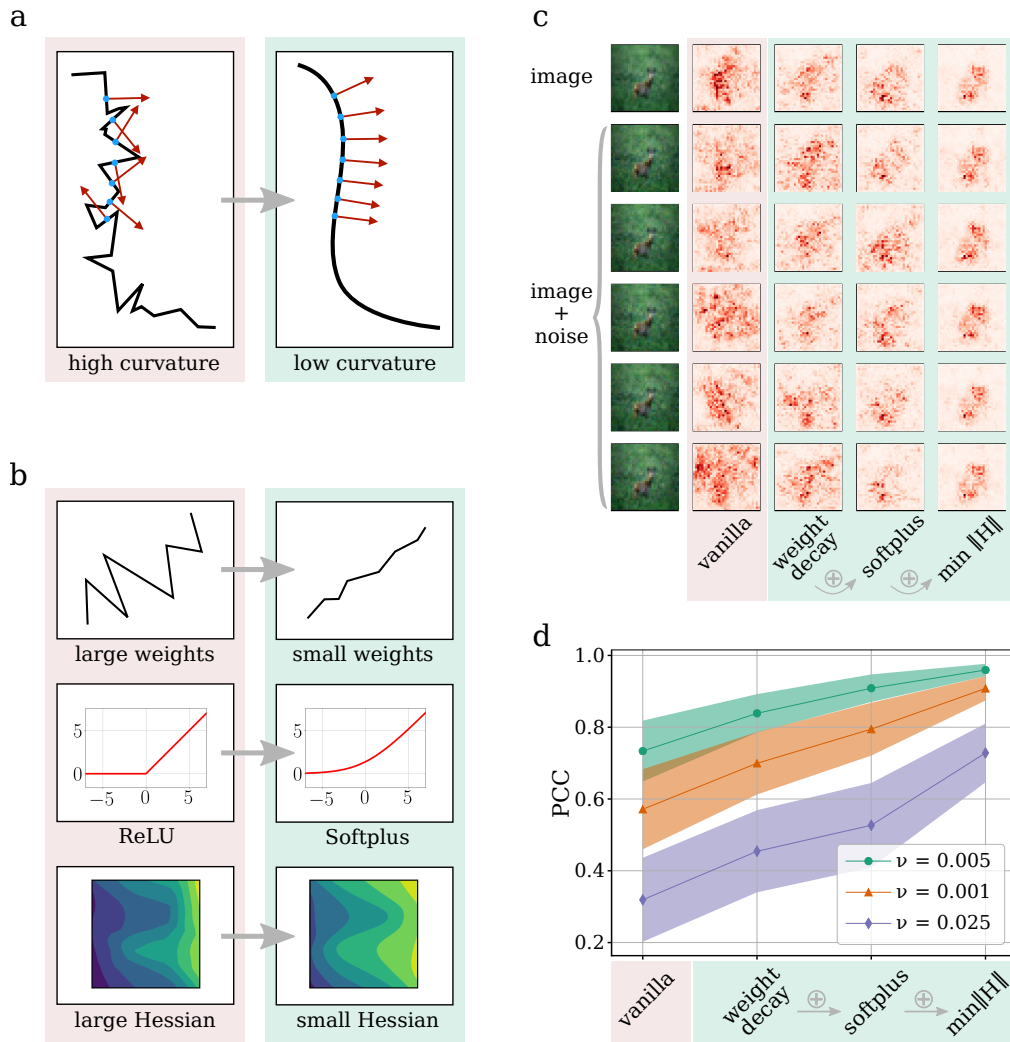 a
high curvature
low curvature
b
large weights
small weights
5
0
−5
0
5
ReLU
5
0
−5
0
5
Softplus
large Hessian
small Hessian
c
image
image
+
noise
vanilla
weight
decay
softplus
min ‖H‖
d
PCC
1.0
0.8
0.6
0.4
0.2
ν = 0.005
ν = 0.001
ν = 0.025
vanilla
weight
decay
softplus
min‖H‖